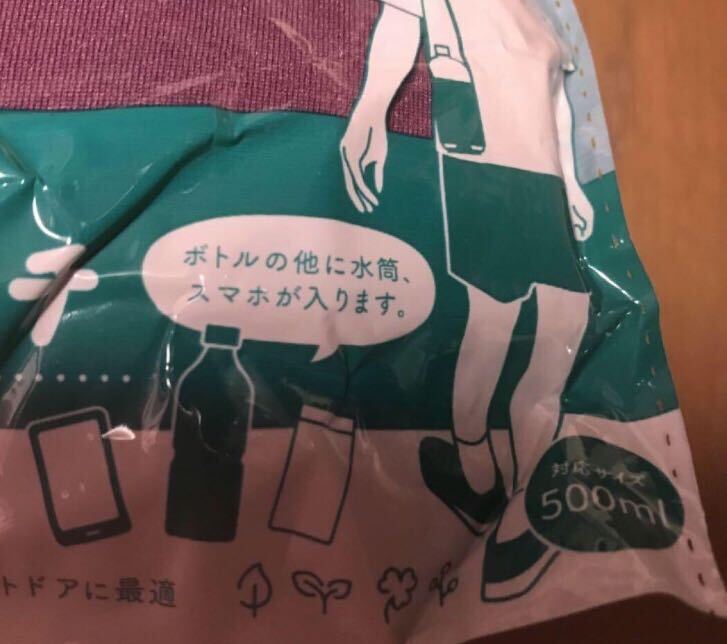 ボトルの他に水筒、
スマホが入ります。
チ
対応サイズ
500ml
トドアに最適